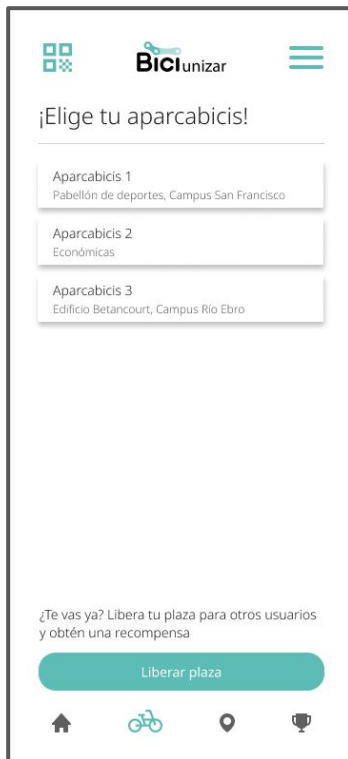 BICIunizar
¡Elige tu aparcabicis!
Aparcabicis 1
Pabellón de deportes, Campus San Francisco
Aparcabicis 2
Económicas
Aparcabicis 3
Edificio Betancourt, Campus Río Ebro
¿Te vas ya? Libera tu plaza para otros usuarios
y obtén una recompensa
Liberar plaza